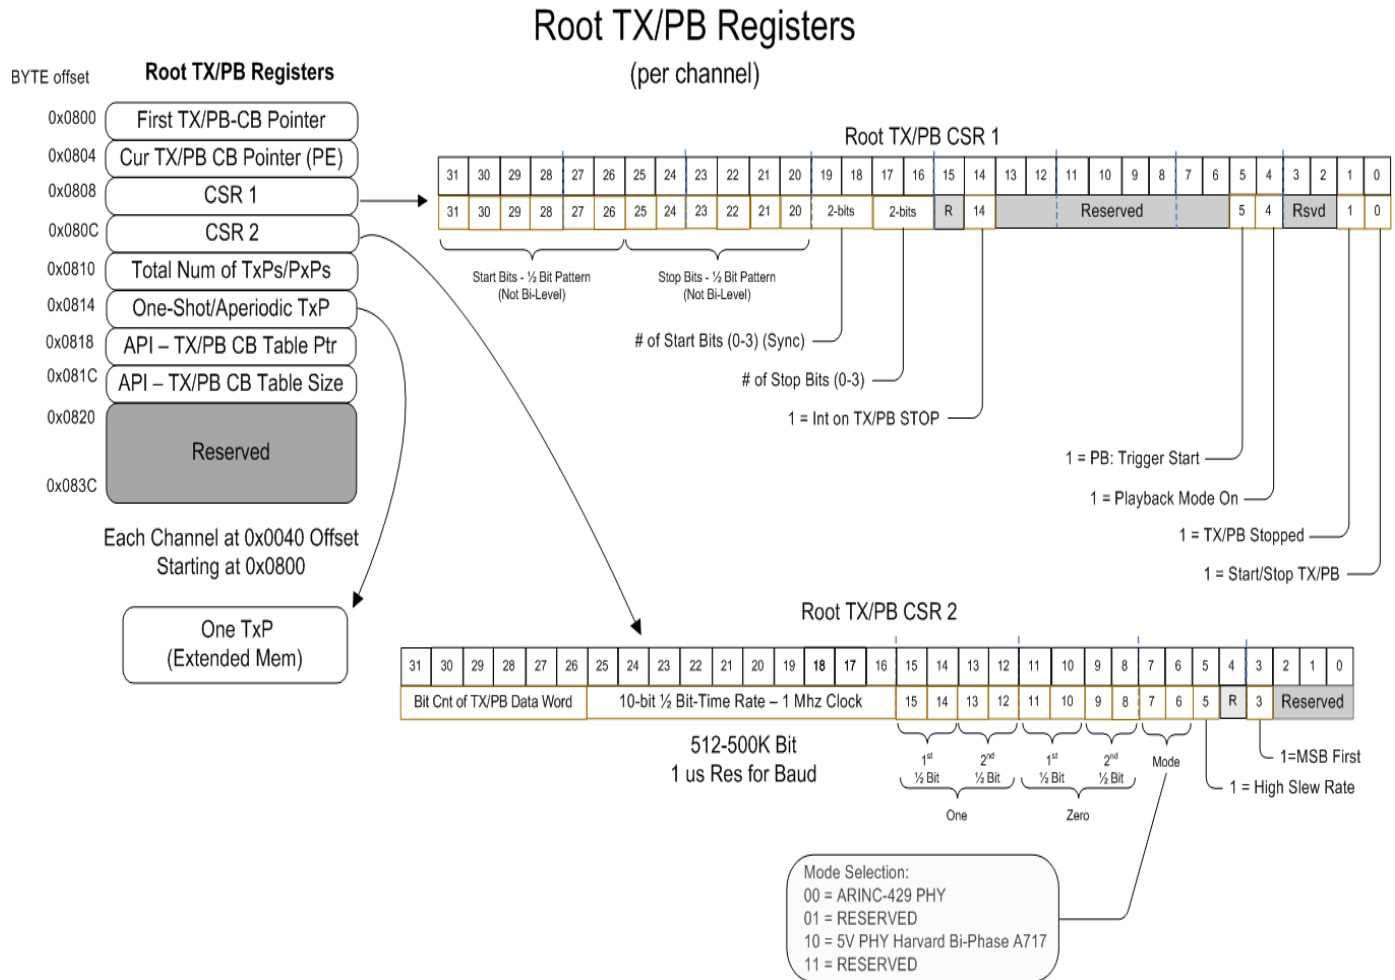 Root TX/PB Registers
(per channel)
BYTE offset
Root TX/PB Registers
0x0800
First TX/PB-CB Pointer
0x0804
Cur TX/PB CB Pointer (PE)
0x0808
CSR 1
0x080C
CSR 2
0x0810
Total Num of TxPs/PxPs
0x0814
One-Shot/Aperiodic TxP
0x0818
API – TX/PB CB Table Ptr
0x081C
API – TX/PB CB Table Size
0x0820
Reserved
0x083C
Each Channel at 0x0040 Offset
Starting at 0x0800
One TxP
(Extended Mem)
Root TX/PB CSR 1
31 30 29 28 27 26 25 24 23 22 21 20 19 18 17 16 15 14 13 12 11 10 9 8 7 6 5 4 3 2 1 0
31 30 29 28 27 26 25 24 23 22 21 20 2-bits 2-bits R 14 Reserved 5 4 Rsvd 1 0
Start Bits - ½ Bit Pattern
(Not Bi-Level)
Stop Bits - ½ Bit Pattern
(Not Bi-Level)
# of Start Bits (0-3) (Sync)
# of Stop Bits (0-3)
1 = Int on TX/PB STOP
1 = PB: Trigger Start
1 = Playback Mode On
1 = TX/PB Stopped
1 = Start/Stop TX/PB
Root TX/PB CSR 2
31 30 29 28 27 26 25 24 23 22 21 20 19 18 17 16 15 14 13 12 11 10 9 8 7 6 5 4 3 2 1 0
Bit Cnt of TX/PB Data Word 10-bit ½ Bit-Time Rate – 1 Mhz Clock 15 14 13 12 11 10 9 8 7 6 5 R 3 Reserved
512-500K Bit
1 us Res for Baud
1st
½ Bit
2nd
½ Bit
One
1st
½ Bit
2nd
½ Bit
Zero
Mode
1=MSB First
1 = High Slew Rate
Mode Selection:
00 = ARINC-429 PHY
01 = RESERVED
10 = 5V PHY Harvard Bi-Phase A717
11 = RESERVED